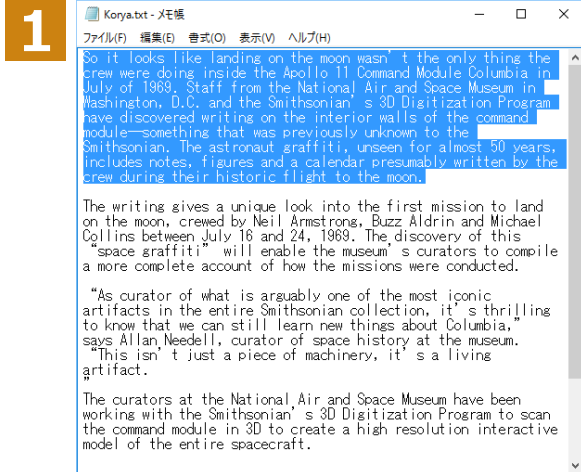 1
Korya.txt - メモ帳
ファイル(F) 編集(E) 書式(O) 表示(V) ヘルプ(H)
So it looks like landing on the moon wasn’t the only thing the
crew were doing inside the Apollo 11 Command Module Columbia in
July of 1969. Staff from the National Air and Space Museum in
Washington, D.C. and the Smithsonian’s 3D Digitization Program
have discovered writing on the interior walls of the command
module—something that was previously unknown to the
Smithsonian. The astronaut graffiti, unseen for almost 50 years,
includes notes, figures and a calendar presumably written by the
crew during their historic flight to the moon.
The writing gives a unique look into the first mission to land
on the moon, crewed by Neil Armstrong, Buzz Aldrin and Michael
Collins between July 16 and 24, 1969. The discovery of this
“space graffiti” will enable the museum’s curators to compile
a more complete account of how the missions were conducted.
“As curator of what is arguably one of the most iconic
artifacts in the entire Smithsonian collection, it’s thrilling
to know that we can still learn new things about Columbia,”
says Allan Needell, curator of space history at the museum.
“This isn’t just a piece of machinery, it’s a living
artifact.
”
The curators at the National Air and Space Museum have been
working with the Smithsonian’s 3D Digitization Program to scan
the command module in 3D to create a high resolution interactive
model of the entire spacecraft.